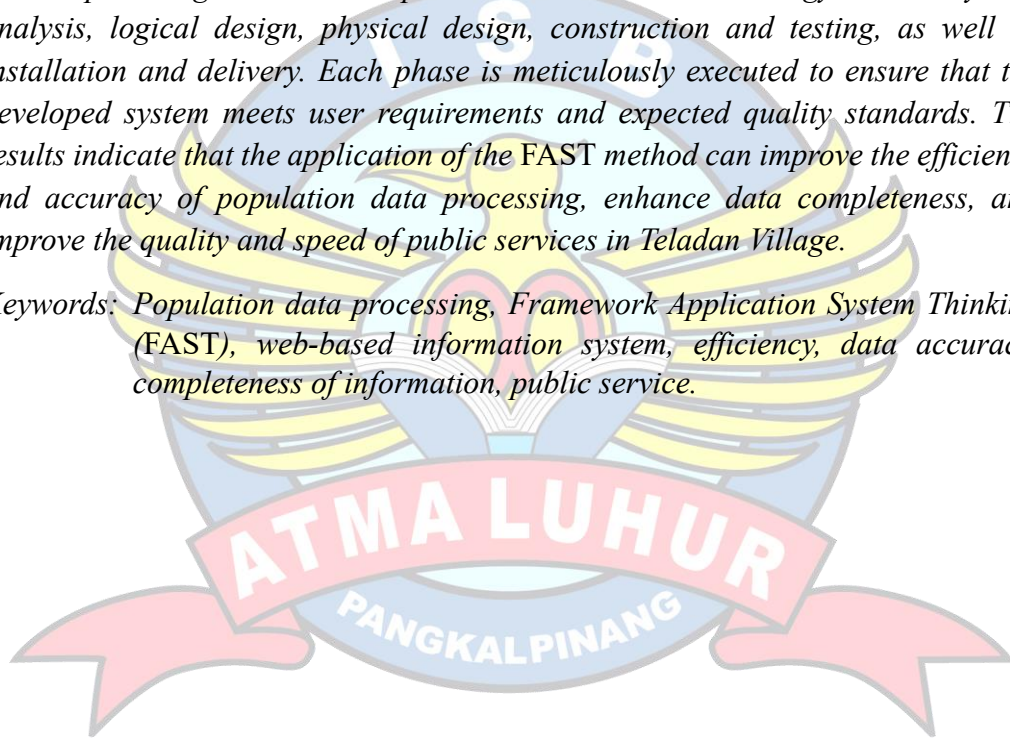 nalysis, logical design, physical design, construction and testing, as well
nstallation and delivery. Each phase is meticulously executed to ensure that t
eveloped system meets user requirements and expected quality standards. T
esults indicate that the application of the FAST method can improve the efficien
nd accuracy of population data processing, enhance data completeness, an
mprove the quality and speed of public services in Teladan Village.
Keywords: Population data processing, Framework Application System Thinkin
(FAST), web-based information system, efficiency, data accurac
completeness of information, public service.
I S B
ATMA LUHUR
PANGKALPINANG